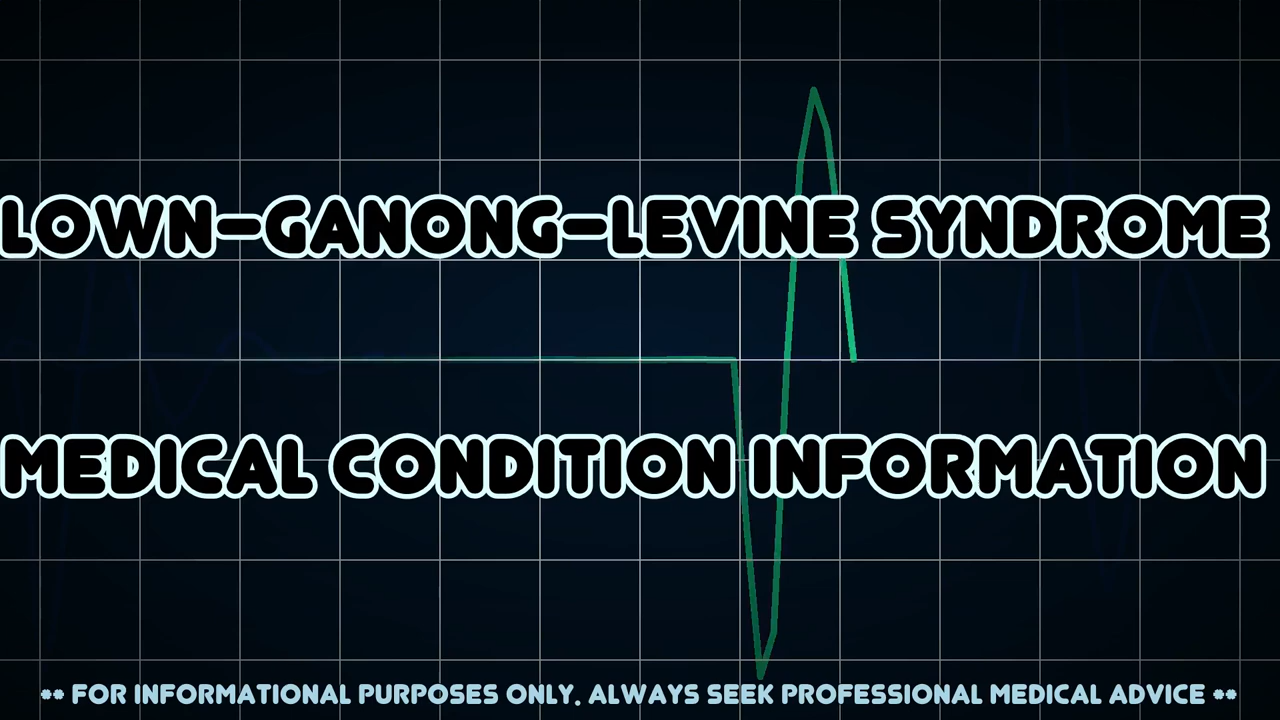 LOWN-GANONG-LEVINE SYNDROME
MEDICAL CONDITION INFORMATION
** FOR INFORMATIONAL PURPOSES ONLY. ALWAYS SEEK PROFESSIONAL MEDICAL ADVICE **